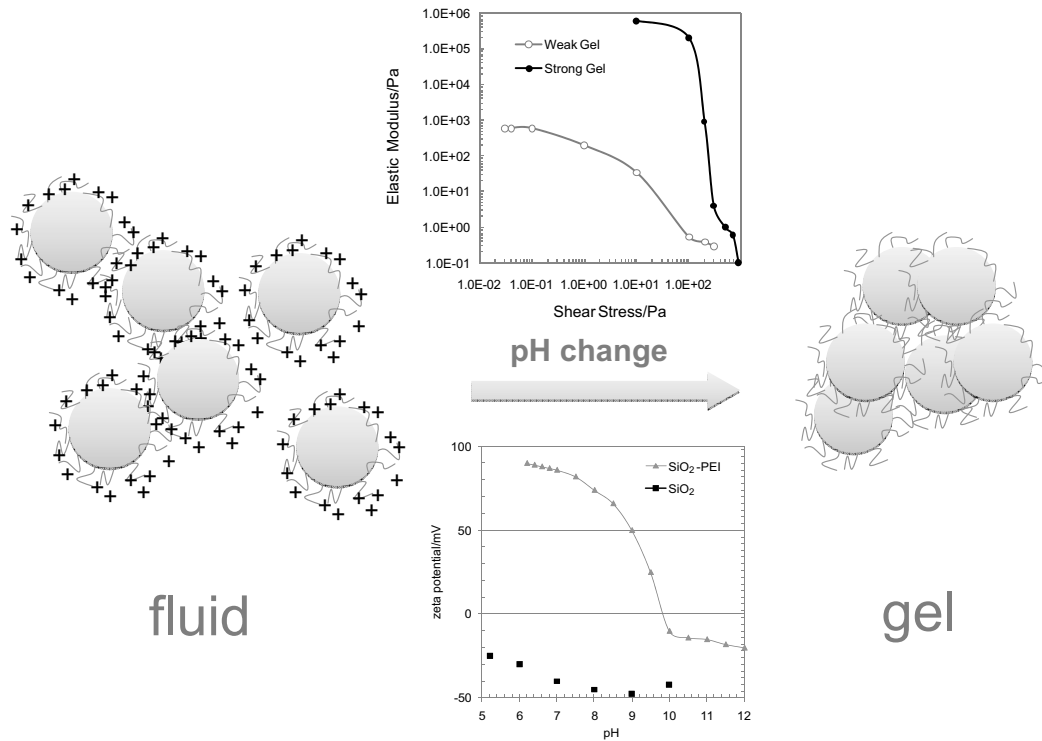 1.0E+06
1.0E+05
1.0E+04
1.0E+03
1.0E+02
1.0E+01
1.0E+00
1.0E-01
Elastic Modulus/Pa
Weak Gel
Strong Gel
1.0E-02 1.0E-01 1.0E+00 1.0E+01 1.0E+02
Shear Stress/Pa
pH change
100
50
0
-50
zeta potential/mV
SiO₂-PEI
SiO₂
5 6 7 8 9 10 11 12
pH
fluid
gel